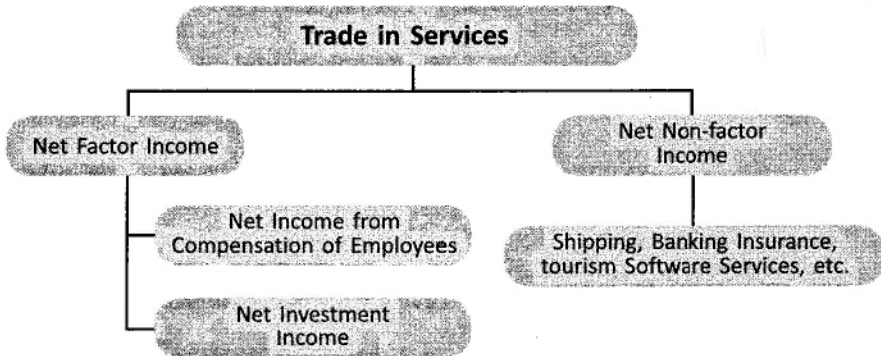 Trade in Services
Net Factor Income
Net Non-factor
Income
Net Income from
Compensation of Employees
Shipping, Banking Insurance,
tourism Software Services, etc.
Net Investment
Income